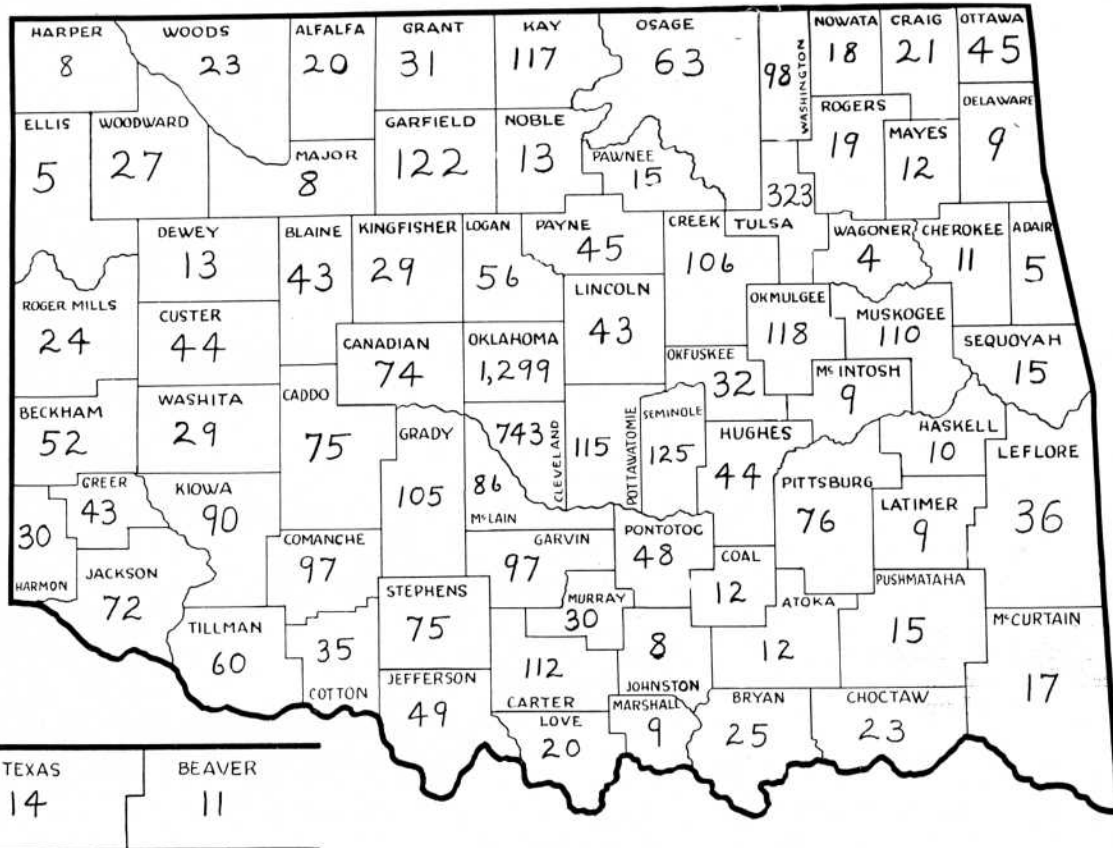 HARPER
8
WOODS
23
ALFALFA
20
GRANT
31
KAY
117
OSAGE
63
WASHINGTON
98
NOWATA
18
CRAIG
21
OTTAWA
45
ELLIS
5
WOODWARD
27
MAJOR
8
GARFIELD
122
NOBLE
13
PAWNEE
15
ROGERS
19
MAYES
12
DELAWARE
9
323
TULSA
DEWEY
13
BLAINE
43
KINGFISHER
29
LOGAN
56
PAYNE
45
CREEK
106
WAGONER
4
CHEROKEE
11
ADAIR
5
ROGER MILLS
24
CUSTER
44
CANADIAN
74
OKLAHOMA
1,299
LINCOLN
43
OKMULGEE
118
MUSKOGEE
110
SEQUOYAH
15
OKFUSKEE
32
McINTOSH
9
BECKHAM
52
WASHITA
29
CADDO
75
GRADY
105
743
CLEVELAND
86
McLAIN
115
POTTAWATOMIE
SEMINOLE
125
HUGHES
44
HASKELL
10
LEFLORE
36
GREER
43
KIOWA
90
PITTSBURG
76
LATIMER
9
30
HARMON
JACKSON
72
COMANCHE
97
GARVIN
97
PONTOTOC
48
COAL
12
PUSHMATAHA
15
STEPHENS
75
MURRAY
30
ATOKA
12
McCURTAIN
17
TILLMAN
60
35
COTTON
112
CARTER
8
JOHNSTON
JEFFERSON
49
LOVE
20
MARSHALL
9
BRYAN
25
CHOCTAW
23
TEXAS
14
BEAVER
11